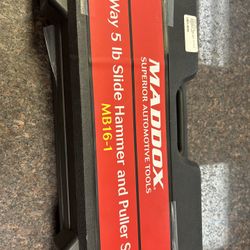 MADDOX
SUPERIOR AUTOMOTIVE TOOLS
Way 5 lb Slide Hammer and Puller S
MB16-1